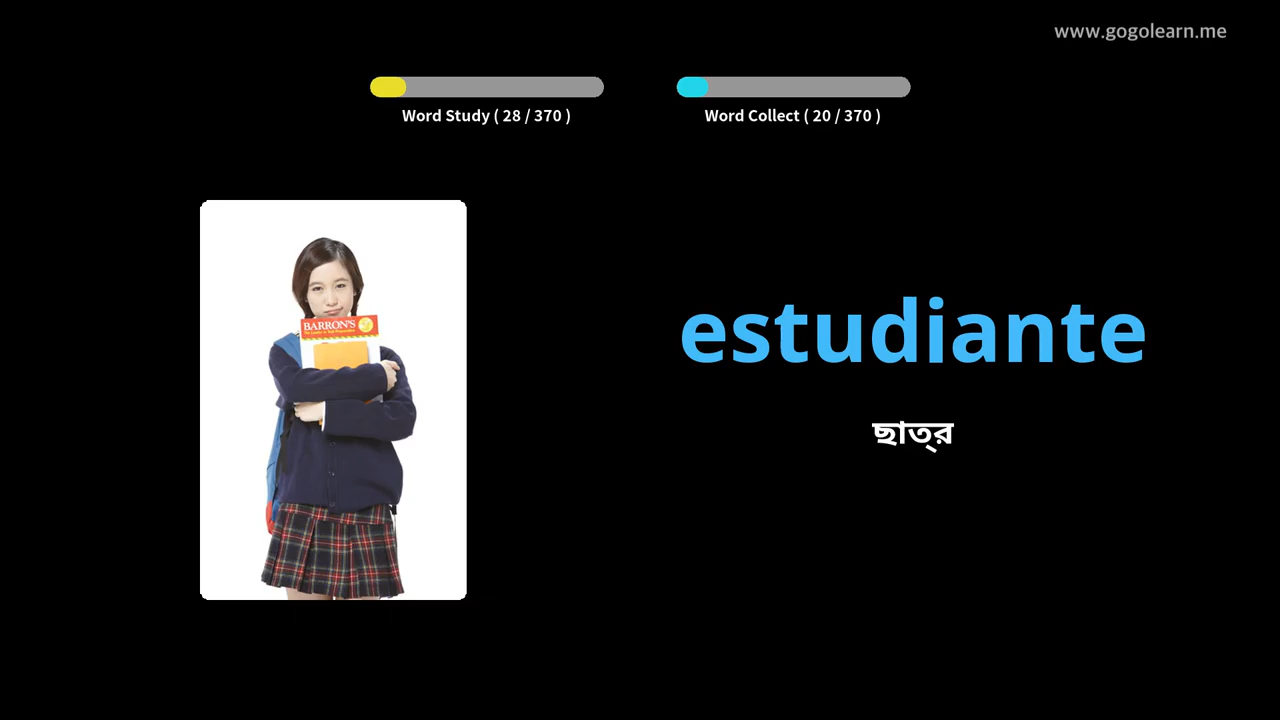 www.gogolearn.me
Word Study ( 28 / 370 )
Word Collect ( 20 / 370 )
BARRON'S
estudiante
ছাত্র